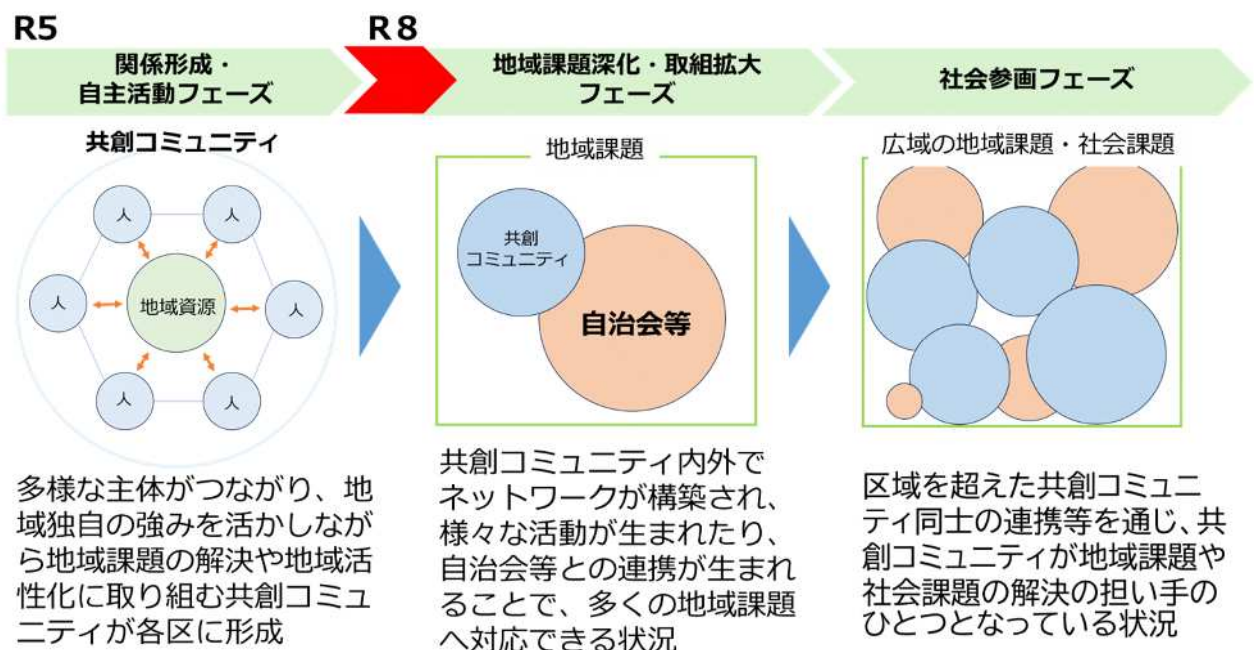 R5
R8
関係形成・
自主活動フェーズ
地域課題深化・取組拡大
フェーズ
社会参画フェーズ
共創コミュニティ
人
人
人
地域資源
人
人
人
多様な主体がつながり、地
域独自の強みを活かしなが
ら地域課題の解決や地域活
性化に取り組む共創コミュ
ニティが各区に形成
地域課題
共創
コミュニティ
自治会等
共創コミュニティ内外で
ネットワークが構築され、
様々な活動が生まれたり、
自治会等との連携が生まれ
ることで、多くの地域課題
へ対応できる状況
広域の地域課題・社会課題
区域を超えた共創コミュニ
ティ同士の連携等を通じ、共
創コミュニティが地域課題や
社会課題の解決の担い手の
ひとつとなっている状況